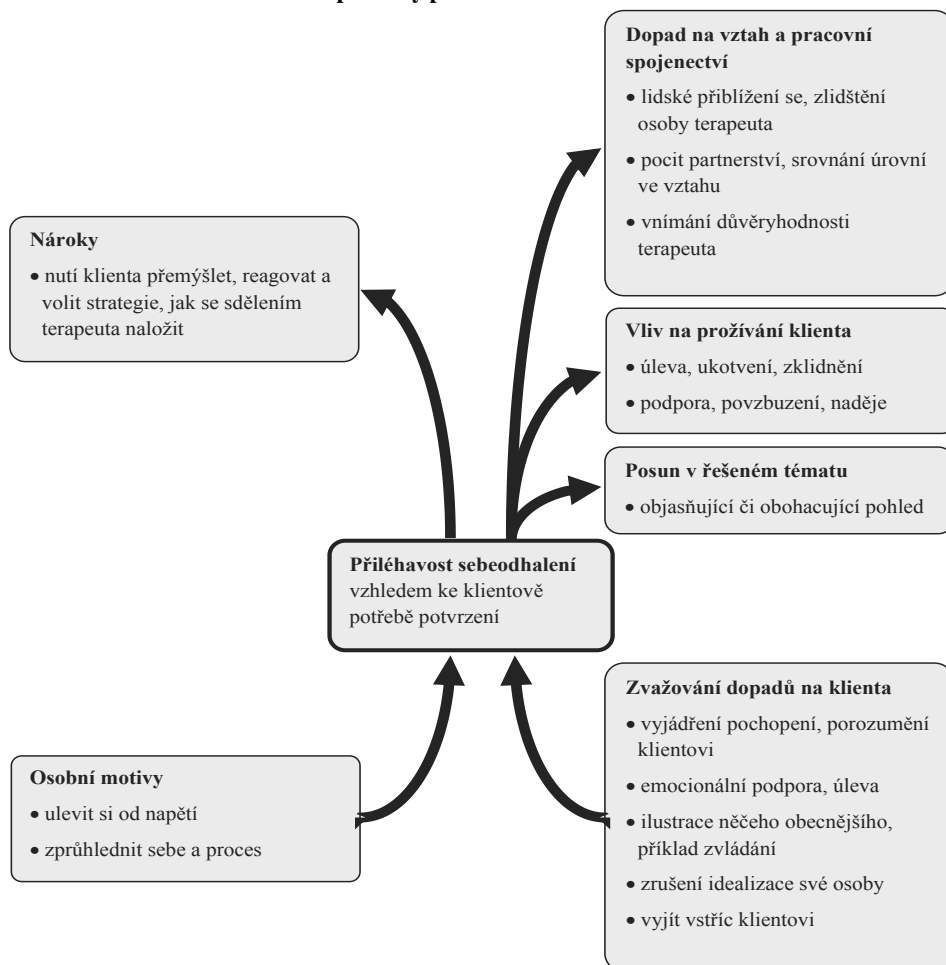 Dopad na vztah a pracovní
spojenectví
• lidské přiblížení se, zlidštění
osoby terapeuta
• pocit partnerství, srovnání úrovní
ve vztahu
• vnímání důvěryhodnosti
terapeuta
Nároky
• nutí klienta přemýšlet, reagovat a
volit strategie, jak se sdělením
terapeuta naložit
Vliv na prožívání klienta
• úleva, ukotvení, zklidnění
• podpora, povzbuzení, naděje
Posun v řešeném tématu
• objasňující či obohacující pohled
Přiléhavost sebeodhalení
vzhledem ke klientově
potřebě potvrzení
Zvažování dopadů na klienta
• vyjádření pochopení, porozumění
klientovi
• emocionální podpora, úleva
• ilustrace něčeho obecnějšího,
příklad zvládání
• zrušení idealizace své osoby
• vyjít vstříc klientovi
Osobní motivy
• ulevit si od napětí
• zprůhlednit sebe a proces